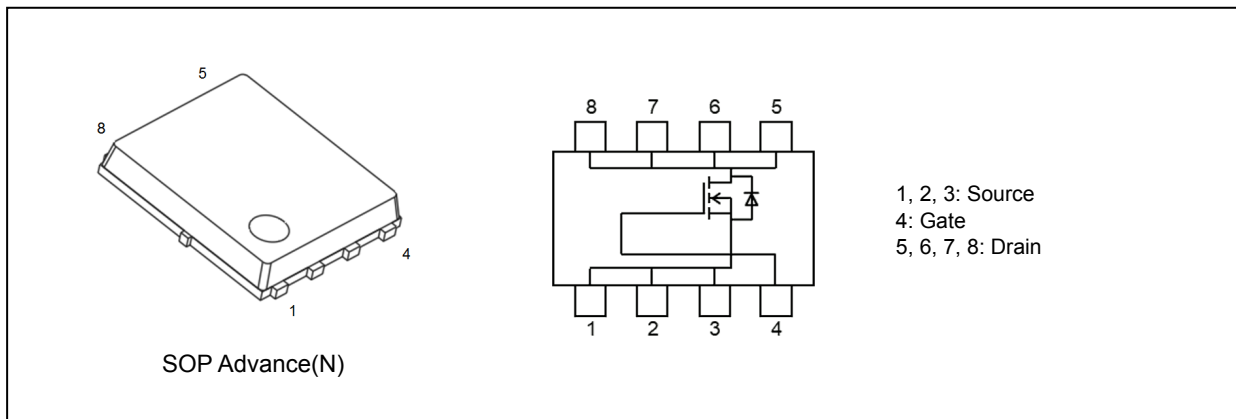 5
8
4
1
SOP Advance(N)
8 7 6 5
1 2 3 4
1, 2, 3: Source
4: Gate
5, 6, 7, 8: Drain